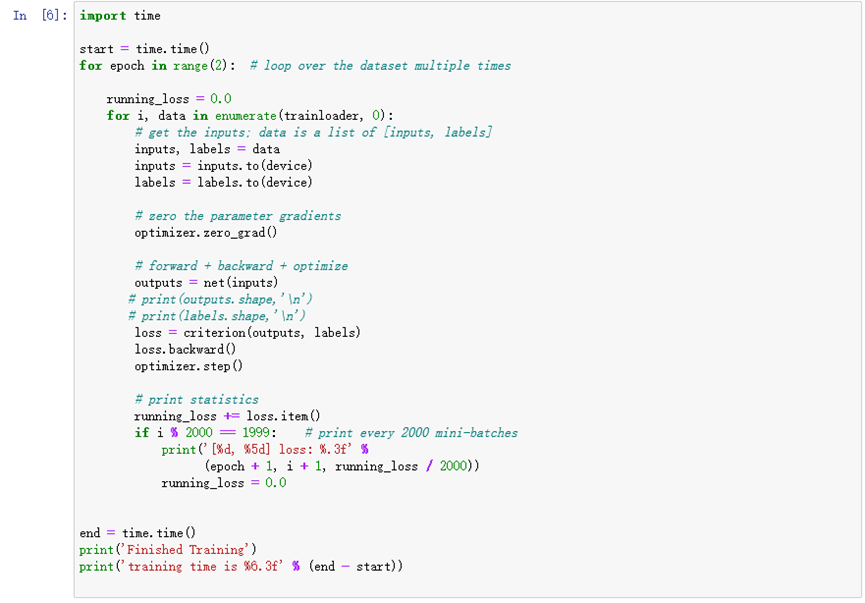 In [6]: import time
start = time.time()
for epoch in range(2):  # loop over the dataset multiple times
    running_loss = 0.0
    for i, data in enumerate(trainloader, 0):
        # get the inputs; data is a list of [inputs, labels]
        inputs, labels = data
        inputs = inputs.to(device)
        labels = labels.to(device)
        # zero the parameter gradients
        optimizer.zero_grad()
        # forward + backward + optimize
        outputs = net(inputs)
       # print(outputs.shape,'\n')
       # print(labels.shape,'\n')
        loss = criterion(outputs, labels)
        loss.backward()
        optimizer.step()
        # print statistics
        running_loss += loss.item()
        if i % 2000 == 1999:    # print every 2000 mini-batches
            print('[%d, %5d] loss: %.3f' %
                  (epoch + 1, i + 1, running_loss / 2000))
            running_loss = 0.0
end = time.time()
print('Finished Training')
print('training time is %6.3f' % (end - start))